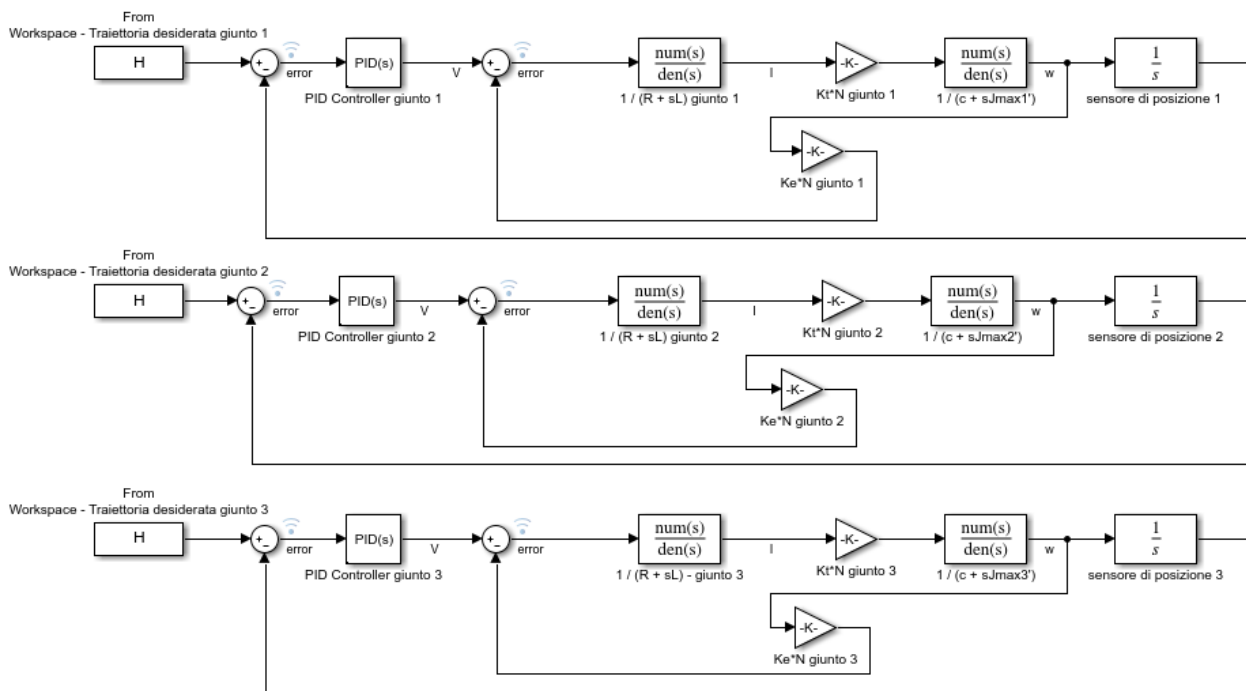 From
Workspace - Traiettoria desiderata giunto 1
H
+
−
error
PID(s)
PID Controller giunto 1
V
+
−
error
num(s)
den(s)
1 / (R + sL) giunto 1
I
-K-
Kt*N giunto 1
num(s)
den(s)
1 / (c + sJmax1')
w
1
s
sensore di posizione 1
-K-
Ke*N giunto 1
From
Workspace - Traiettoria desiderata giunto 2
H
+
−
error
PID(s)
PID Controller giunto 2
V
+
−
error
num(s)
den(s)
1 / (R + sL) giunto 2
I
-K-
Kt*N giunto 2
num(s)
den(s)
1 / (c + sJmax2')
w
1
s
sensore di posizione 2
-K-
Ke*N giunto 2
From
Workspace - Traiettoria desiderata giunto 3
H
+
−
error
PID(s)
PID Controller giunto 3
V
+
−
error
num(s)
den(s)
1 / (R + sL) - giunto 3
I
-K-
Kt*N giunto 3
num(s)
den(s)
1 / (c + sJmax3')
w
1
s
sensore di posizione 3
-K-
Ke*N giunto 3